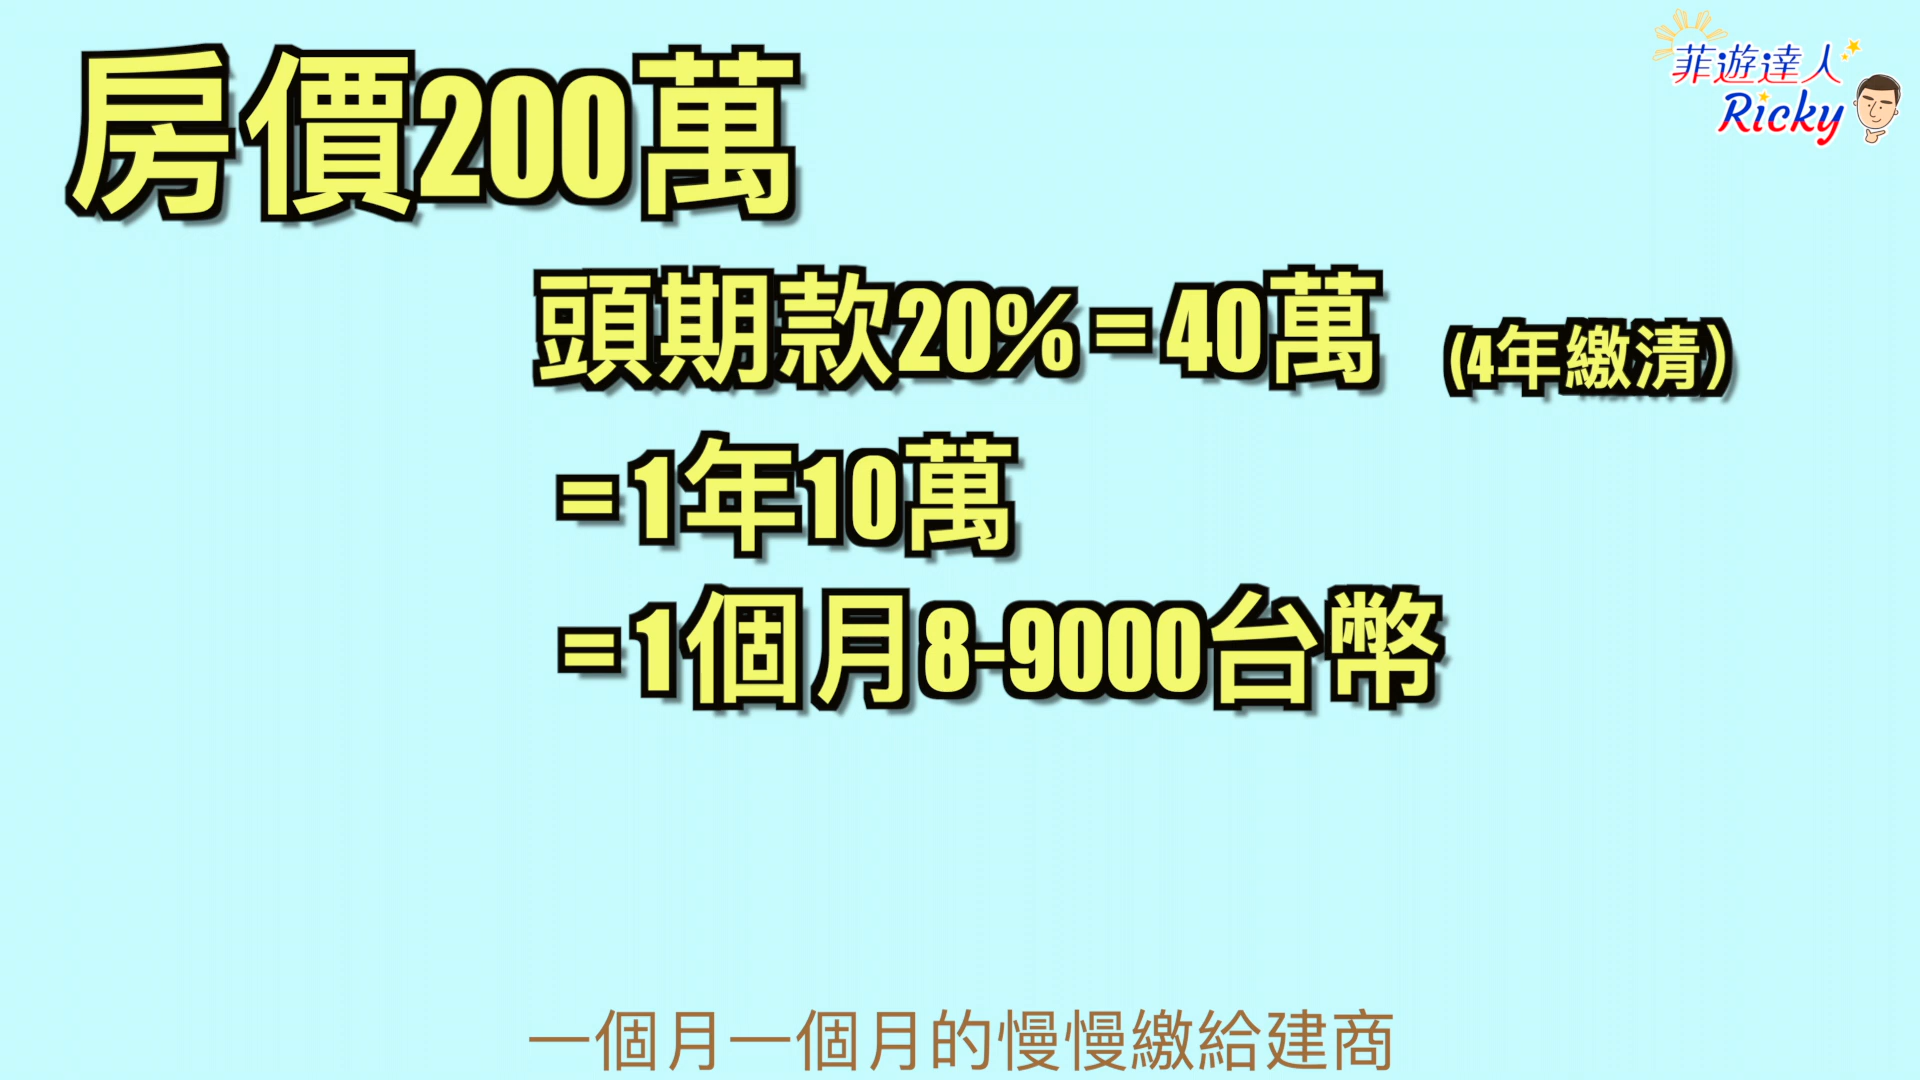 房價200萬
菲遊達人
Ricky
頭期款20%=40萬 (4年繳清)
=1年10萬
=1個月8-9000台幣
一個月一個月的慢慢繳給建商